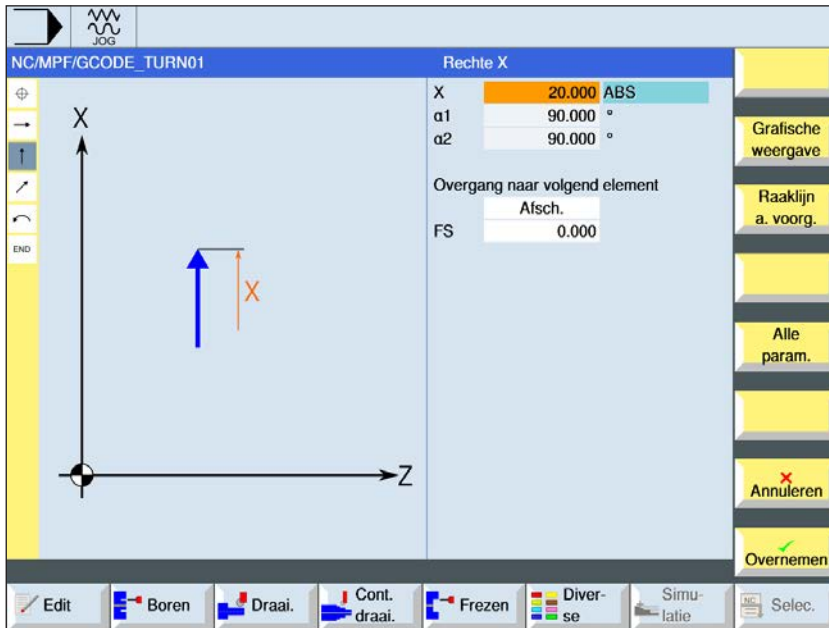 JOG
NC/MPF/GCODE_TURN01
Rechte X
X 20.000 ABS
α1 90.000 °
α2 90.000 °
Overgang naar volgend element
Afsch.
FS 0.000
END
X
X
Z
Grafische
weergave
Raaklijn
a. voorg.
Alle
param.
Annuleren
Overnemen
Edit
Boren
Draai.
Cont.
draai.
Frezen
Diver-
se
Simu-
latie
NC
Selec.